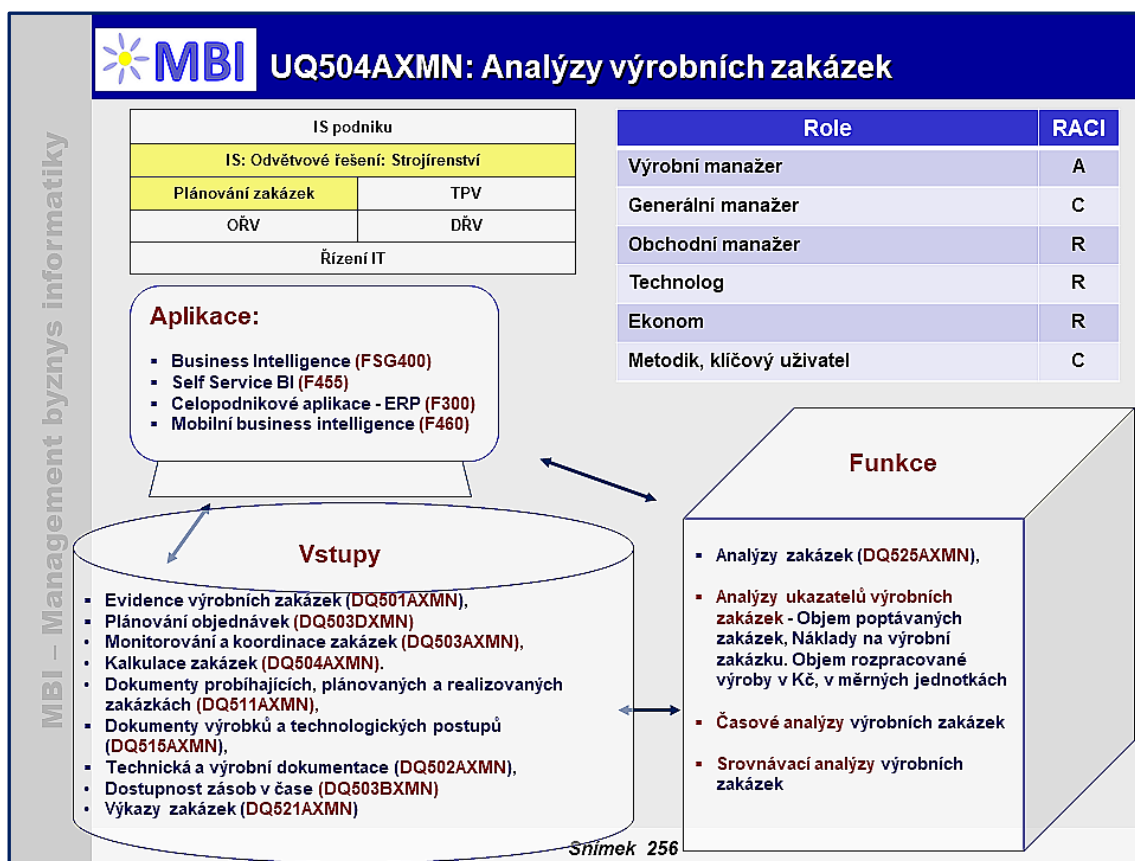 MBI
UQ504AXMN: Analýzy výrobních zakázek
MBI – Management byznys informatiky
IS podniku
IS: Odvětvové řešení: Strojírenství
Plánování zakázek
TPV
OŘV
DŘV
Řízení IT
Role RACI
Výrobní manažer A
Generální manažer C
Obchodní manažer R
Technolog R
Ekonom R
Metodik, klíčový uživatel C
Aplikace:
▪ Business Intelligence (FSG400)
▪ Self Service BI (F455)
▪ Celopodnikové aplikace - ERP (F300)
▪ Mobilní business intelligence (F460)
Vstupy
▪ Evidence výrobních zakázek (DQ501AXMN),
▪ Plánování objednávek (DQ503DXMN)
▪ Monitorování a koordinace zakázek (DQ503AXMN),
▪ Kalkulace zakázek (DQ504AXMN).
• Dokumenty probíhajících, plánovaných a realizovaných
zakázkách (DQ511AXMN),
▪ Dokumenty výrobků a technologických postupů
(DQ515AXMN),
▪ Technická a výrobní dokumentace (DQ502AXMN),
• Dostupnost zásob v čase (DQ503BXMN)
• Výkazy zakázek (DQ521AXMN)
Funkce
▪ Analýzy zakázek (DQ525AXMN),
▪ Analýzy ukazatelů výrobních
zakázek - Objem poptávaných
zakázek, Náklady na výrobní
zakázku. Objem rozpracované
výroby v Kč, v měrných jednotkách
▪ Časové analýzy výrobních zakázek
▪ Srovnávací analýzy výrobních
zakázek
Snímek 256